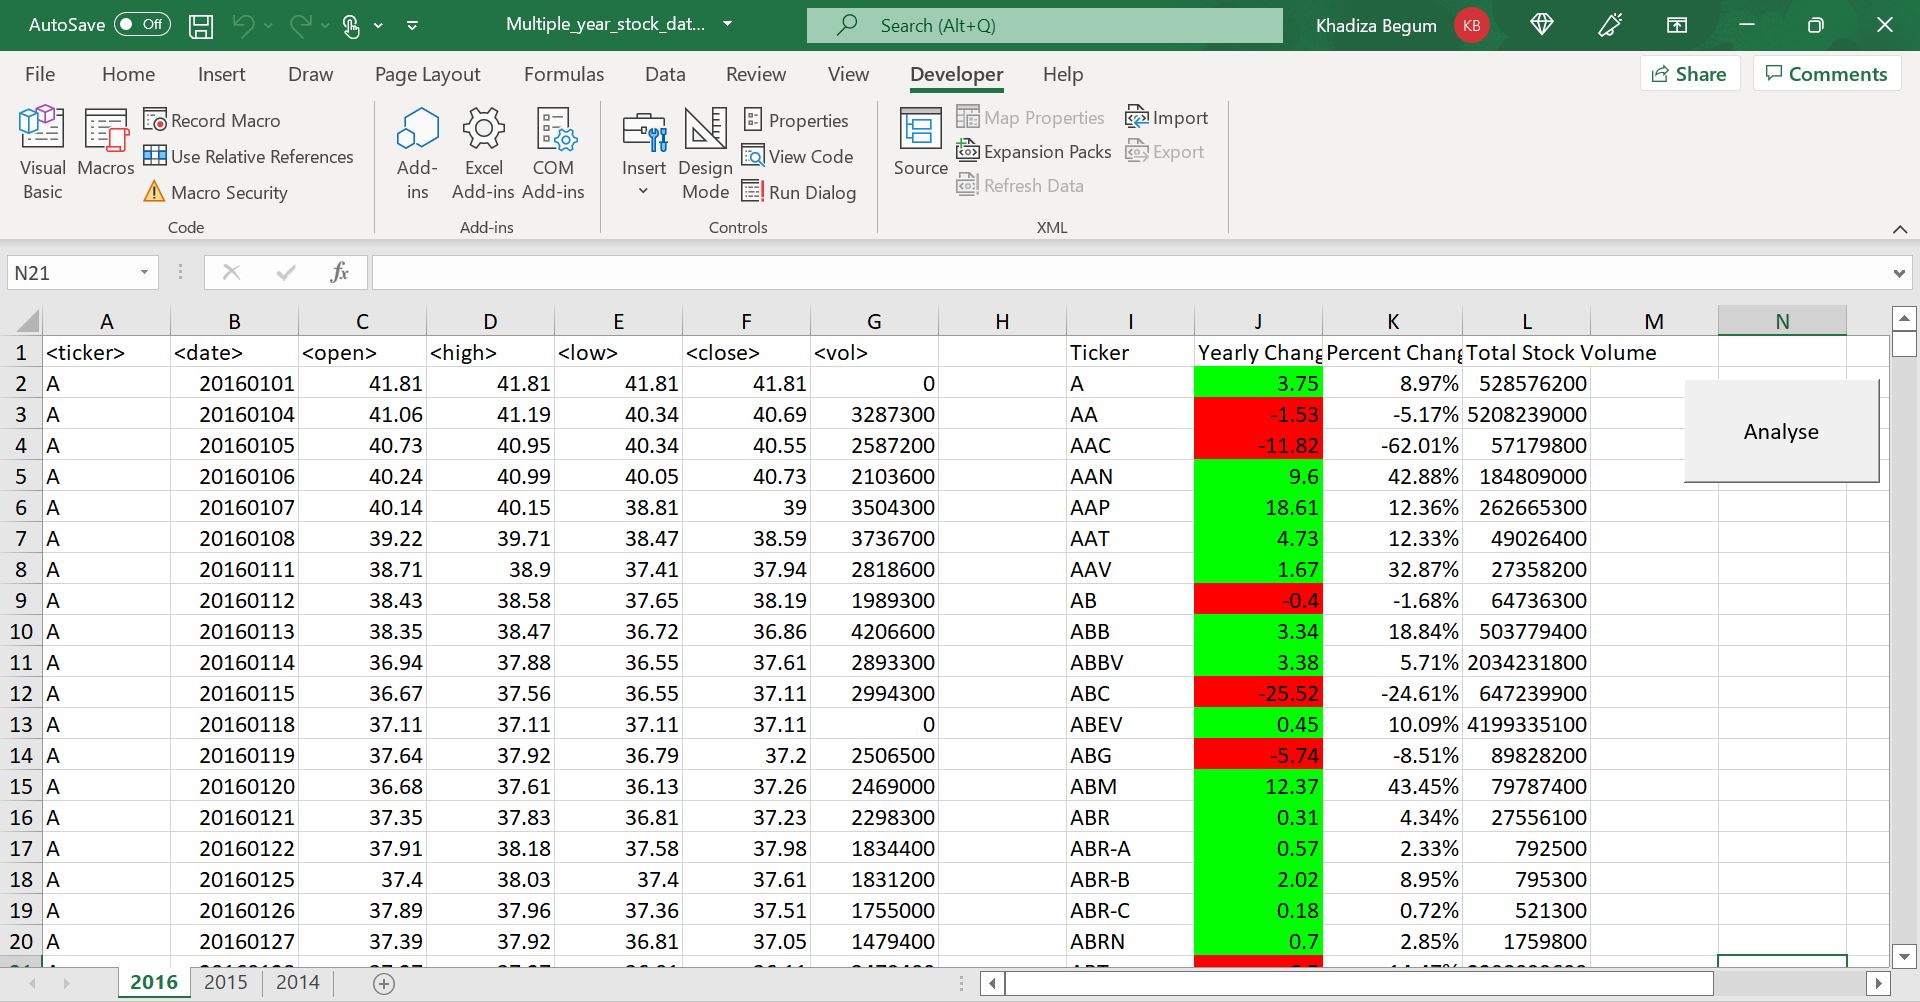 AutoSave Off Multiple_year_stock_dat... Search (Alt+Q) Khadiza Begum KB
File Home Insert Draw Page Layout Formulas Data Review View Developer Help Share Comments
Visual Basic
Macros
Record Macro
Use Relative References
Macro Security
Code
Add-ins
Excel Add-ins
COM Add-ins
Add-ins
Insert
Design Mode
Properties
View Code
Run Dialog
Controls
Source
Map Properties
Expansion Packs
Refresh Data
Import
Export
XML
N21 fx
A B C D E F G H I J K L M N
1 <ticker> <date> <open> <high> <low> <close> <vol> Ticker Yearly Chang Percent Chang Total Stock Volume
2 A 20160101 41.81 41.81 41.81 41.81 0 A 3.75 8.97% 528576200
3 A 20160104 41.06 41.19 40.34 40.69 3287300 AA -1.53 -5.17% 5208239000
4 A 20160105 40.73 40.95 40.34 40.55 2587200 AAC -11.82 -62.01% 57179800
5 A 20160106 40.24 40.99 40.05 40.73 2103600 AAN 9.6 42.88% 184809000
6 A 20160107 40.14 40.15 38.81 39 3504300 AAP 18.61 12.36% 262665300
7 A 20160108 39.22 39.71 38.47 38.59 3736700 AAT 4.73 12.33% 49026400
8 A 20160111 38.71 38.9 37.41 37.94 2818600 AAV 1.67 32.87% 27358200
9 A 20160112 38.43 38.58 37.65 38.19 1989300 AB -0.4 -1.68% 64736300
10 A 20160113 38.35 38.47 36.72 36.86 4206600 ABB 3.34 18.84% 503779400
11 A 20160114 36.94 37.88 36.55 37.61 2893300 ABBV 3.38 5.71% 2034231800
12 A 20160115 36.67 37.56 36.55 37.11 2994300 ABC -25.52 -24.61% 647239900
13 A 20160118 37.11 37.11 37.11 37.11 0 ABEV 0.45 10.09% 4199335100
14 A 20160119 37.64 37.92 36.79 37.2 2506500 ABG -5.74 -8.51% 89828200
15 A 20160120 36.68 37.61 36.13 37.26 2469000 ABM 12.37 43.45% 79787400
16 A 20160121 37.35 37.83 36.81 37.23 2298300 ABR 0.31 4.34% 27556100
17 A 20160122 37.91 38.18 37.58 37.98 1834400 ABR-A 0.57 2.33% 792500
18 A 20160125 37.4 38.03 37.4 37.61 1831200 ABR-B 2.02 8.95% 795300
19 A 20160126 37.89 37.96 37.36 37.51 1755000 ABR-C 0.18 0.72% 521300
20 A 20160127 37.39 37.92 36.81 37.05 1479400 ABRN 0.7 2.85% 1759800
Analyse
2016 2015 2014